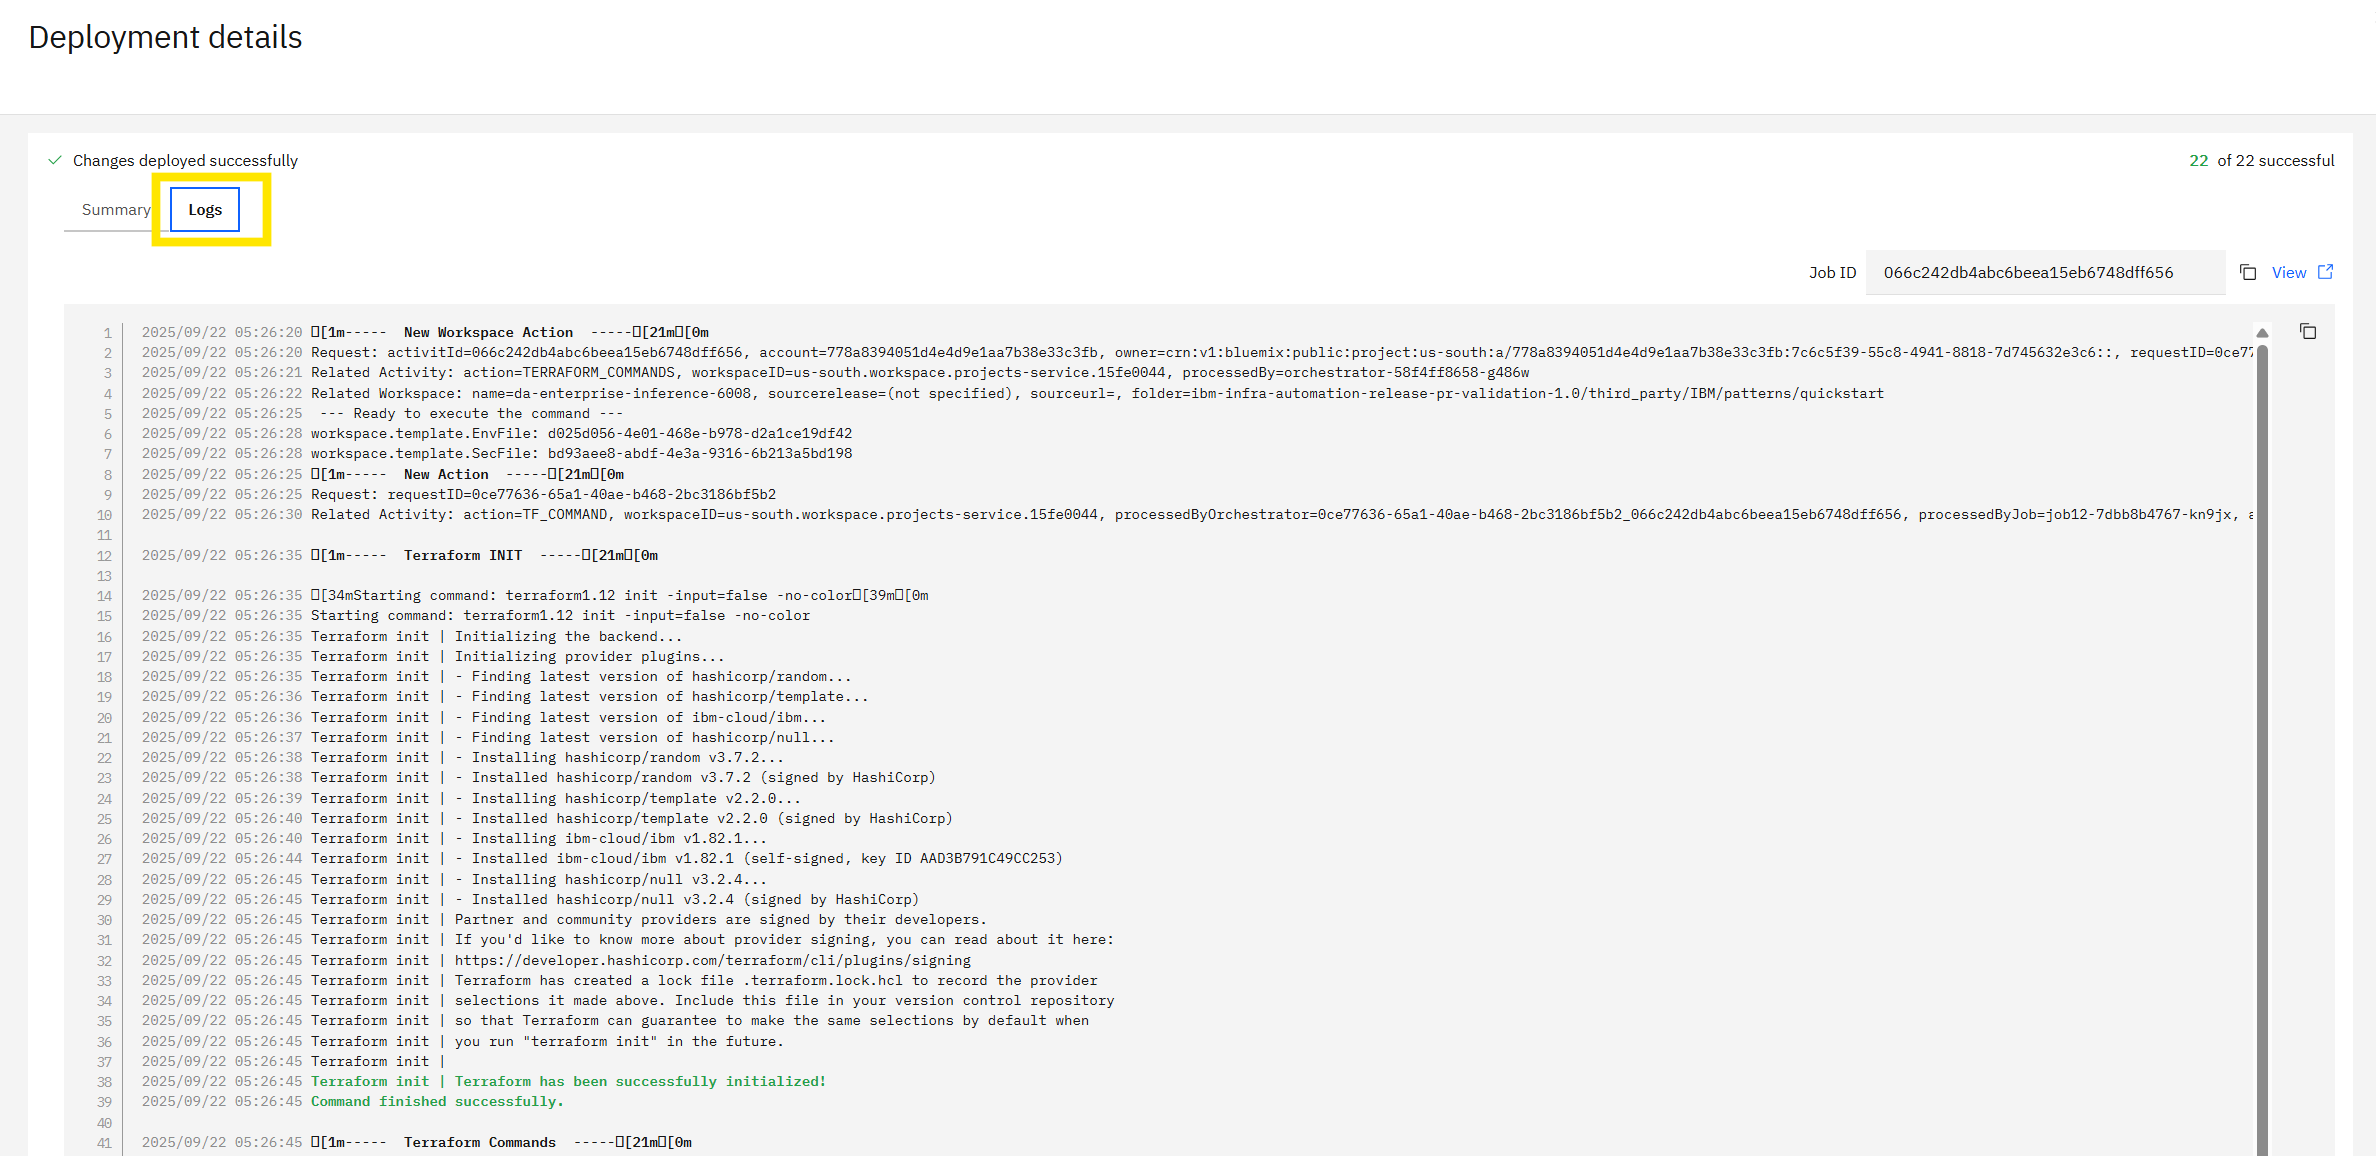 Deployment details
Changes deployed successfully
22 of 22 successful
Summary
Logs
Job ID 066c242db4abc6beea15eb6748dff656 View
1
2025/09/22 05:26:20 [1m----- New Workspace Action -----[21m[0m
2 2025/09/22 05:26:20 Request: activitId=066c242db4abc6beea15eb6748dff656, account=778a8394051d4e4d9e1aa7b38e33c3fb, owner=crn:v1:bluemix:public:project:us-south:a/778a8394051d4e4d9e1aa7b38e33c3fb:7c6c5f39-55c8-4941-8818-7d745632e3c6::, requestID=0ce77
3 2025/09/22 05:26:21 Related Activity: action=TERRAFORM_COMMANDS, workspaceID=us-south.workspace.projects-service.15fe0044, processedBy=orchestrator-58f4ff8658-g486w
4 2025/09/22 05:26:22 Related Workspace: name=da-enterprise-inference-6008, sourcerelease=(not specified), sourceurl=, folder=ibm-infra-automation-release-pr-validation-1.0/third_party/IBM/patterns/quickstart
5 2025/09/22 05:26:25 --- Ready to execute the command ---
6 2025/09/22 05:26:28 workspace.template.EnvFile: d025d056-4e01-468e-b978-d2a1ce19df42
7 2025/09/22 05:26:28 workspace.template.SecFile: bd93aee8-abdf-4e3a-9316-6b213a5bd198
8 2025/09/22 05:26:25 [1m----- New Action -----[21m[0m
9 2025/09/22 05:26:25 Request: requestID=0ce77636-65a1-40ae-b468-2bc3186bf5b2
10 2025/09/22 05:26:30 Related Activity: action=TF_COMMAND, workspaceID=us-south.workspace.projects-service.15fe0044, processedByOrchestrator=0ce77636-65a1-40ae-b468-2bc3186bf5b2_066c242db4abc6beea15eb6748dff656, processedByJob=job12-7dbb8b4767-kn9jx, a
11
12 2025/09/22 05:26:35 [1m----- Terraform INIT -----[21m[0m
13
14 2025/09/22 05:26:35 [34mStarting command: terraform1.12 init -input=false -no-color[39m[0m
15 2025/09/22 05:26:35 Starting command: terraform1.12 init -input=false -no-color
16 2025/09/22 05:26:35 Terraform init | Initializing the backend...
17 2025/09/22 05:26:35 Terraform init | Initializing provider plugins...
18 2025/09/22 05:26:35 Terraform init | - Finding latest version of hashicorp/random...
19 2025/09/22 05:26:36 Terraform init | - Finding latest version of hashicorp/template...
20 2025/09/22 05:26:36 Terraform init | - Finding latest version of ibm-cloud/ibm...
21 2025/09/22 05:26:37 Terraform init | - Finding latest version of hashicorp/null...
22 2025/09/22 05:26:38 Terraform init | - Installing hashicorp/random v3.7.2...
23 2025/09/22 05:26:38 Terraform init | - Installed hashicorp/random v3.7.2 (signed by HashiCorp)
24 2025/09/22 05:26:39 Terraform init | - Installing hashicorp/template v2.2.0...
25 2025/09/22 05:26:40 Terraform init | - Installed hashicorp/template v2.2.0 (signed by HashiCorp)
26 2025/09/22 05:26:40 Terraform init | - Installing ibm-cloud/ibm v1.82.1...
27 2025/09/22 05:26:44 Terraform init | - Installed ibm-cloud/ibm v1.82.1 (self-signed, key ID AAD3B791C49CC253)
28 2025/09/22 05:26:45 Terraform init | - Installing hashicorp/null v3.2.4...
29 2025/09/22 05:26:45 Terraform init | - Installed hashicorp/null v3.2.4 (signed by HashiCorp)
30 2025/09/22 05:26:45 Terraform init | Partner and community providers are signed by their developers.
31 2025/09/22 05:26:45 Terraform init | If you'd like to know more about provider signing, you can read about it here:
32 2025/09/22 05:26:45 Terraform init | https://developer.hashicorp.com/terraform/cli/plugins/signing
33 2025/09/22 05:26:45 Terraform init | Terraform has created a lock file .terraform.lock.hcl to record the provider
34 2025/09/22 05:26:45 Terraform init | selections it made above. Include this file in your version control repository
35 2025/09/22 05:26:45 Terraform init | so that Terraform can guarantee to make the same selections by default when
36 2025/09/22 05:26:45 Terraform init | you run "terraform init" in the future.
37 2025/09/22 05:26:45 Terraform init |
38 2025/09/22 05:26:45 Terraform init | Terraform has been successfully initialized!
39 2025/09/22 05:26:45 Command finished successfully.
40
41 2025/09/22 05:26:45 [1m----- Terraform Commands -----[21m[0m